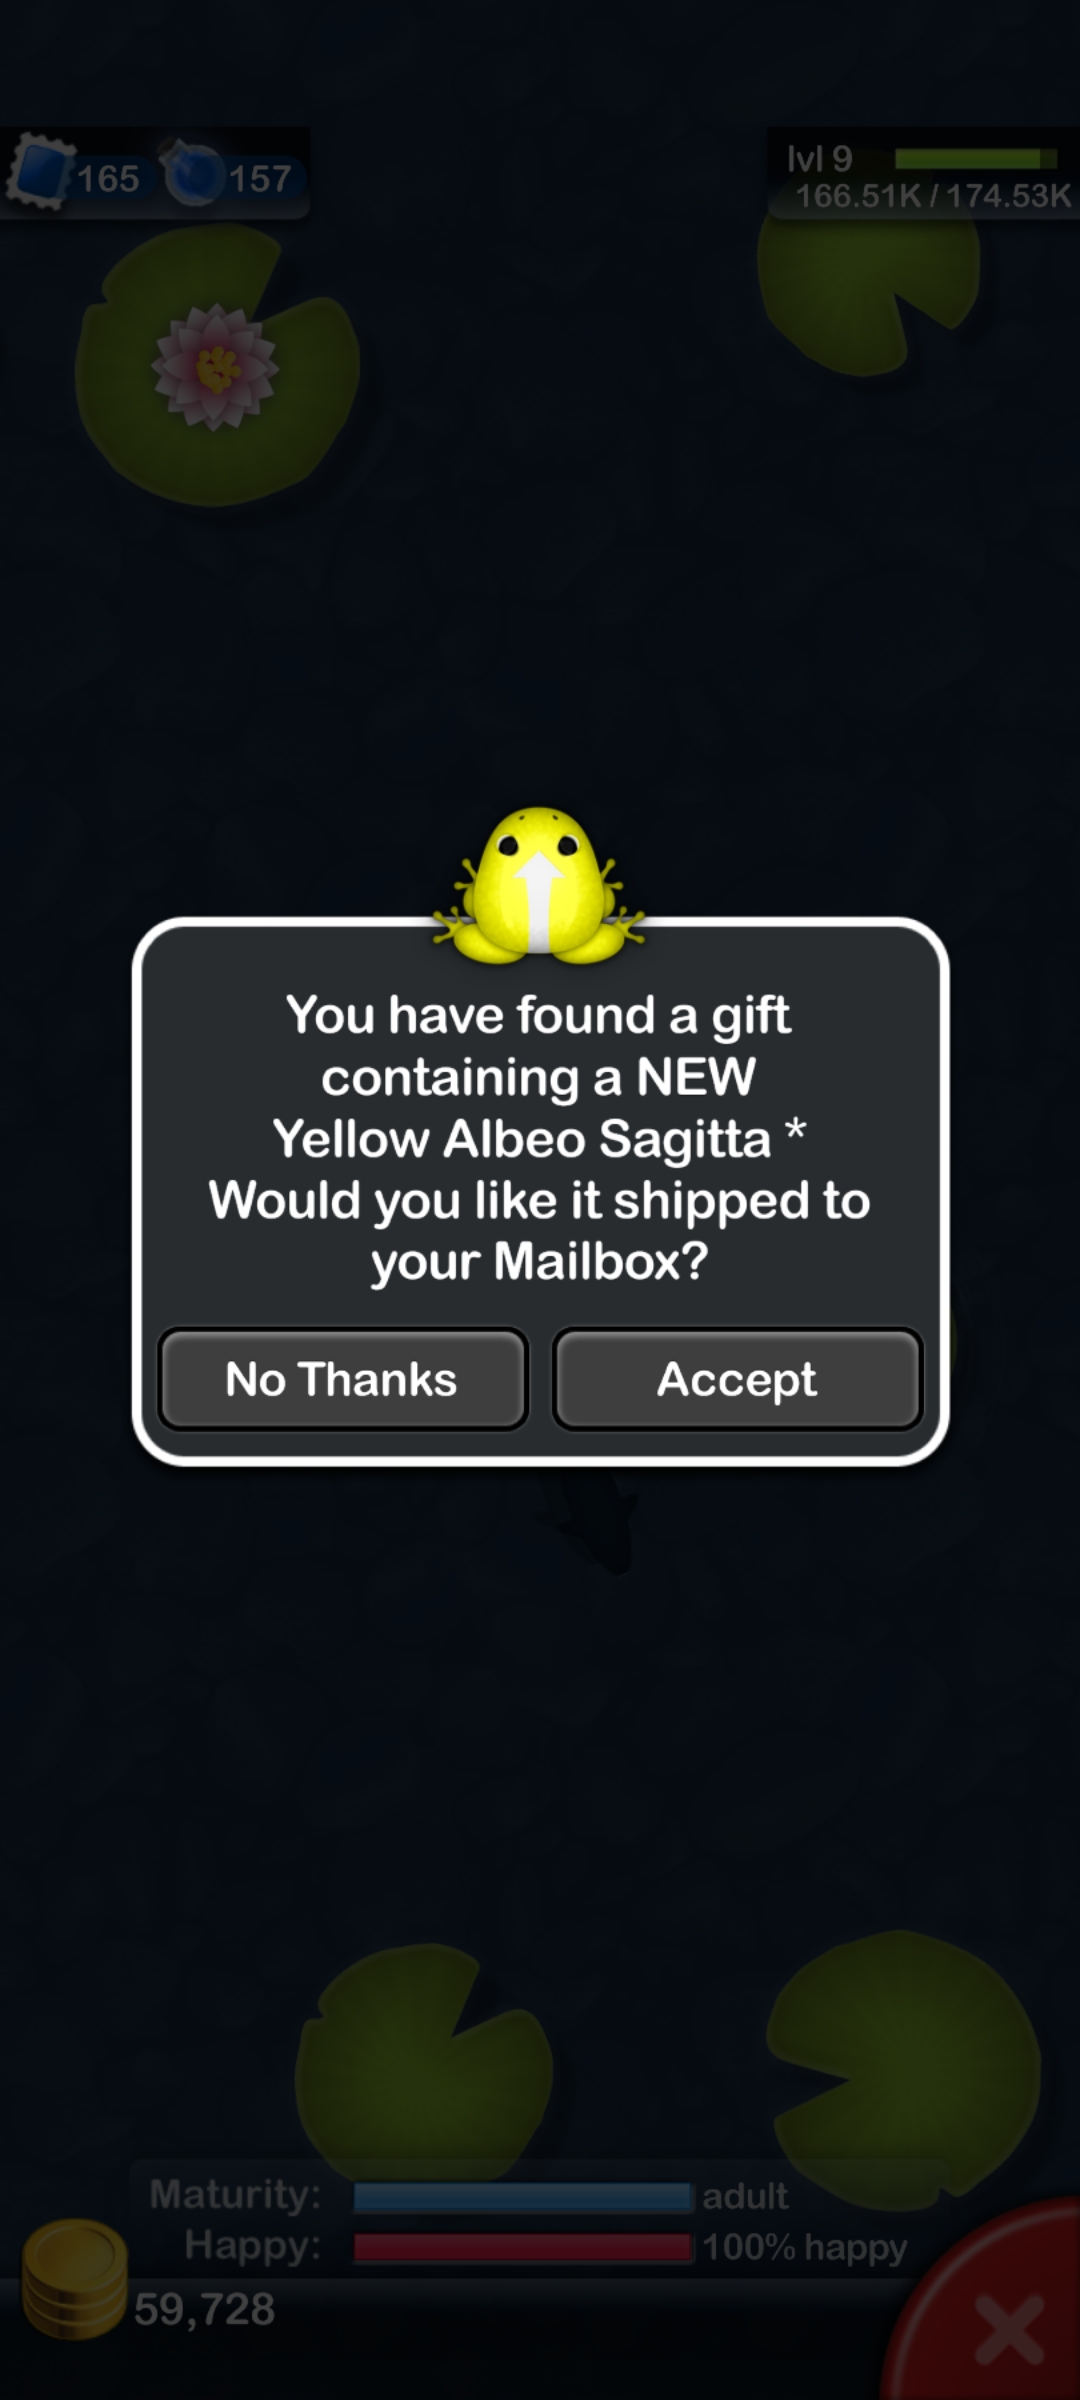 165 157
lvl 9
166.51K / 174.53K
You have found a gift
containing a NEW
Yellow Albeo Sagitta *
Would you like it shipped to
your Mailbox?
No Thanks Accept
Maturity: adult
Happy: 100% happy
59,728